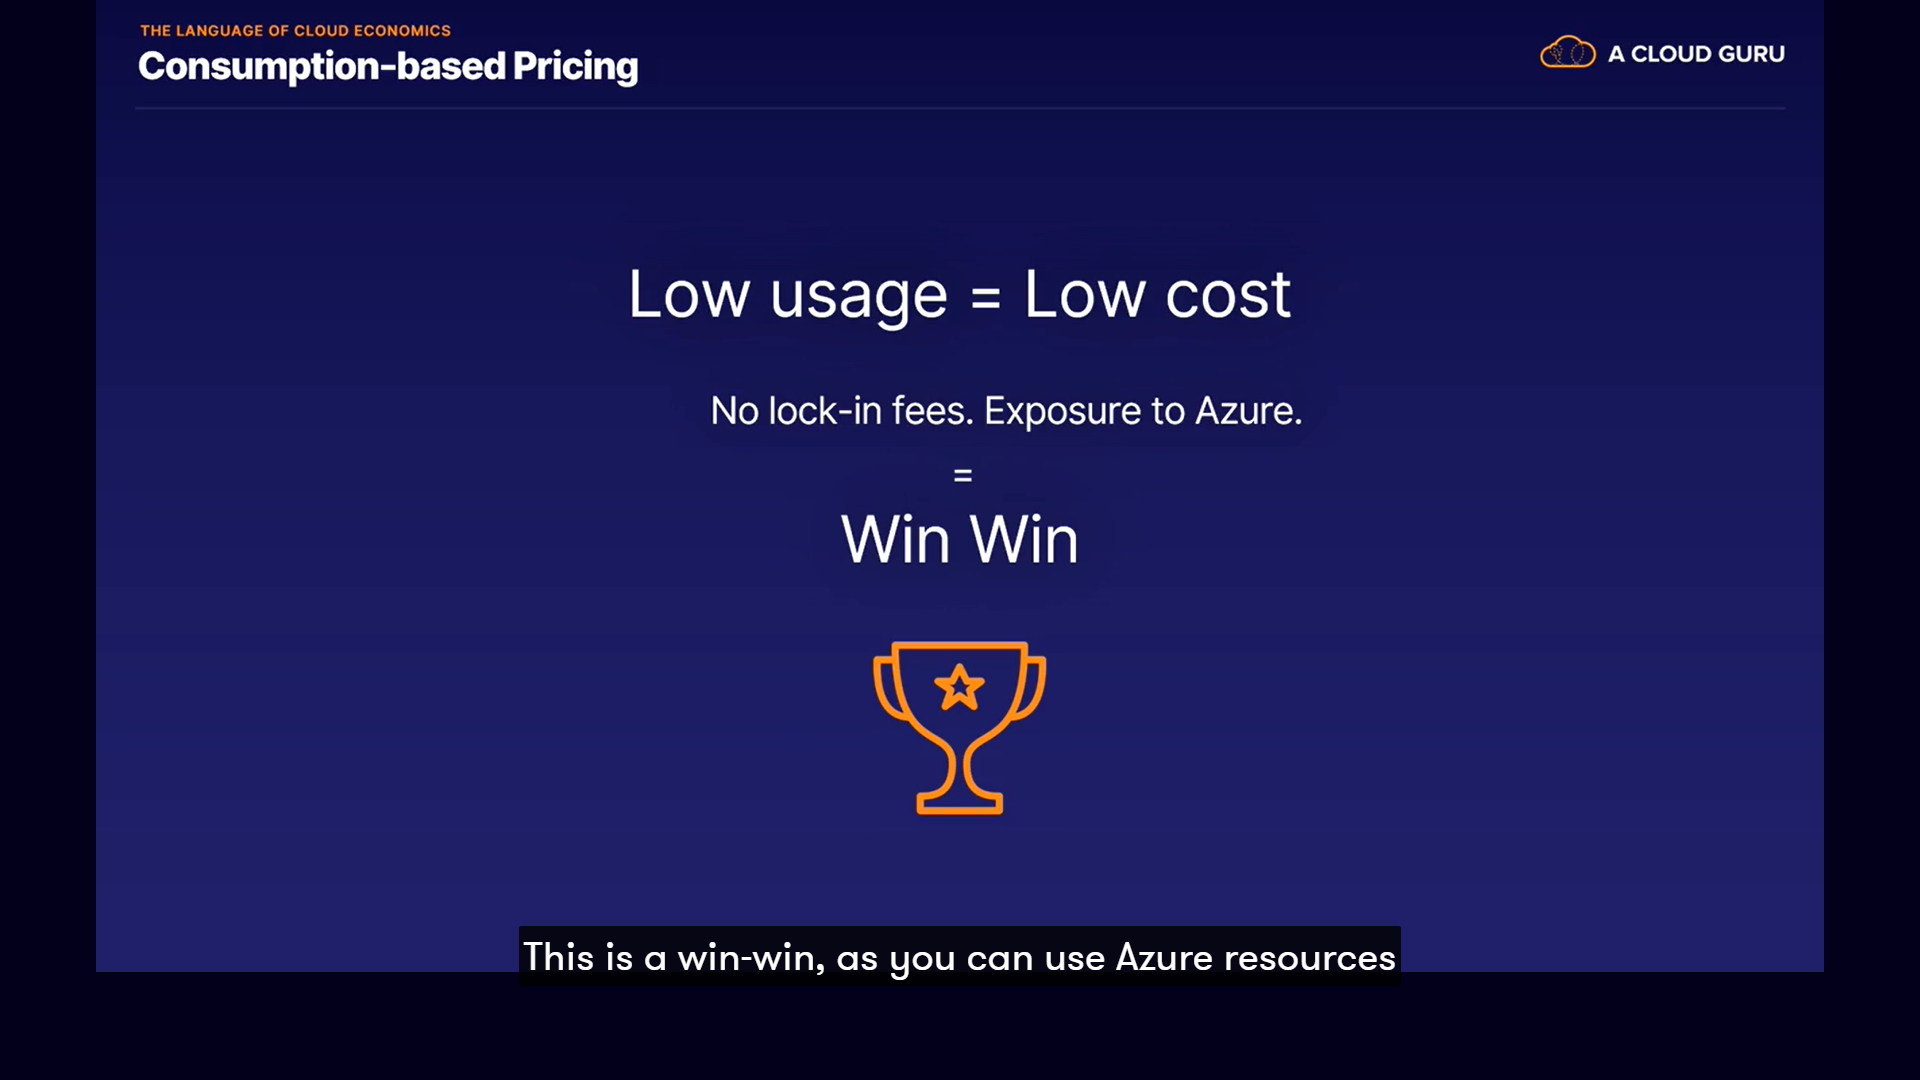 THE LANGUAGE OF CLOUD ECONOMICS
Consumption-based Pricing
A CLOUD GURU
Low usage = Low cost
No lock-in fees. Exposure to Azure.
=
Win Win
This is a win-win, as you can use Azure resources